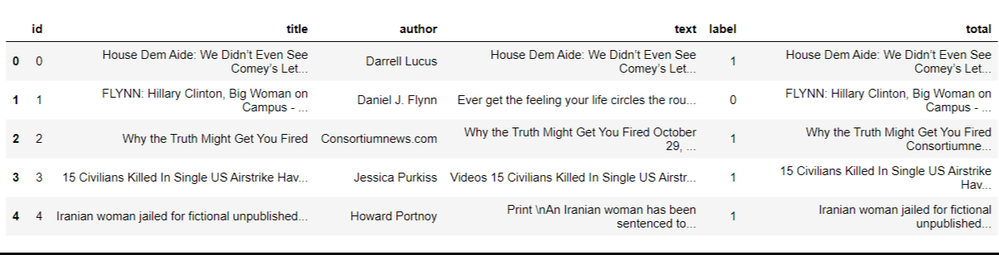 id title author text label total
0 0 House Dem Aide: We Didn’t Even See Comey’s Let... Darrell Lucus House Dem Aide: We Didn’t Even See Comey’s Let... 1 House Dem Aide: We Didn’t Even See Comey’s Let...
1 1 FLYNN: Hillary Clinton, Big Woman on Campus - ... Daniel J. Flynn Ever get the feeling your life circles the rou... 0 FLYNN: Hillary Clinton, Big Woman on Campus - ...
2 2 Why the Truth Might Get You Fired Consortiumnews.com Why the Truth Might Get You Fired October 29, ... 1 Why the Truth Might Get You Fired Consortiumne...
3 3 15 Civilians Killed In Single US Airstrike Hav... Jessica Purkiss Videos 15 Civilians Killed In Single US Airstr... 1 15 Civilians Killed In Single US Airstrike Hav...
4 4 Iranian woman jailed for fictional unpublished... Howard Portnoy Print \nAn Iranian woman has been sentenced to... 1 Iranian woman jailed for fictional unpublished...